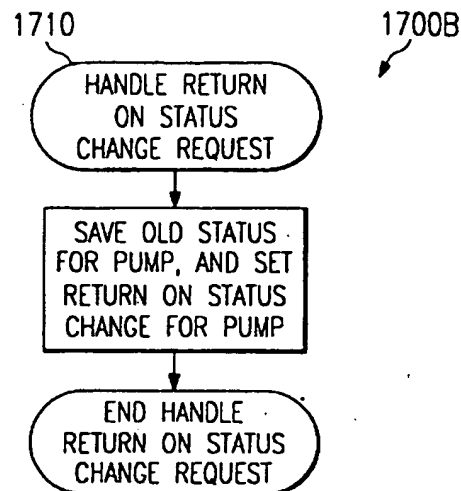 1710
1700B
HANDLE RETURN
ON STATUS
CHANGE REQUEST
SAVE OLD STATUS
FOR PUMP, AND SET
RETURN ON STATUS
CHANGE FOR PUMP
END HANDLE
RETURN ON STATUS
CHANGE REQUEST